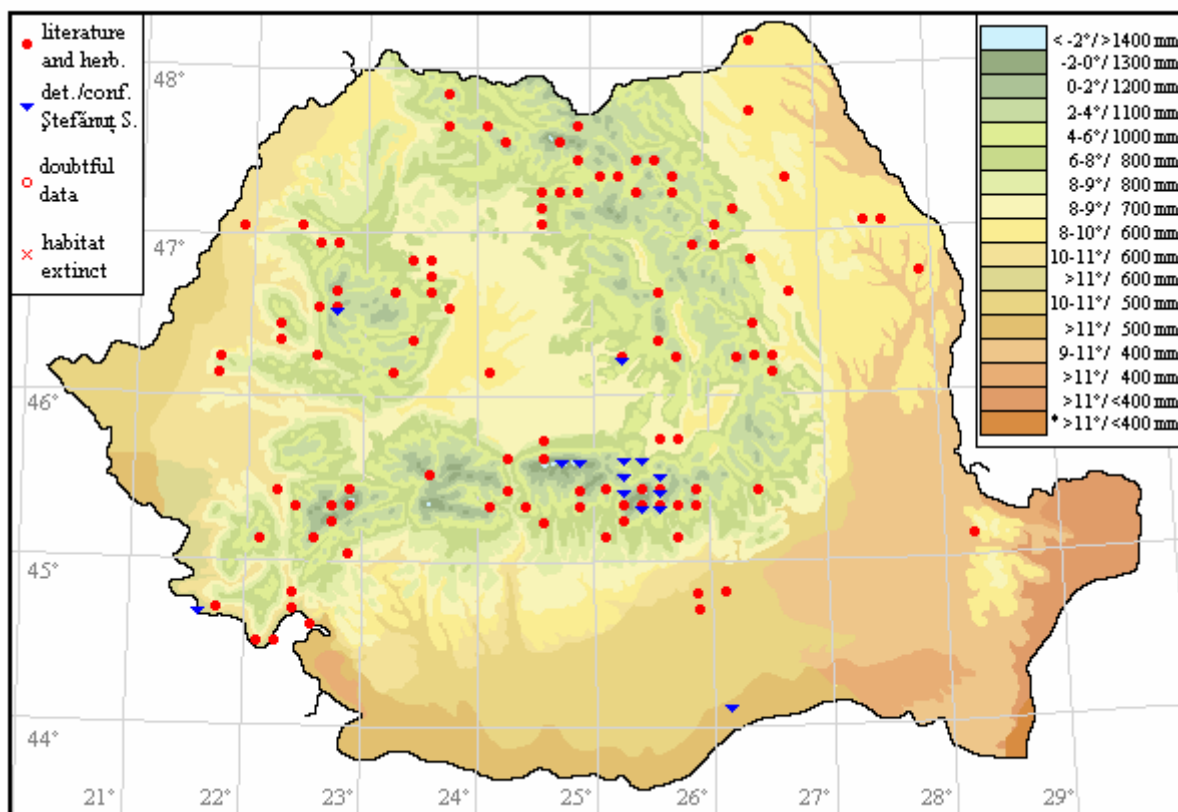 literature
and herb.
det./conf.
Ştefănuţ S.
doubtful
data
habitat
extinct
< -2°/>1400 mm
-2-0°/ 1300 mm
0-2°/ 1200 mm
2-4°/ 1100 mm
4-6°/ 1000 mm
6-8°/ 800 mm
8-9°/ 800 mm
8-9°/ 700 mm
8-10°/ 600 mm
10-11°/ 600 mm
>11°/ 600 mm
10-11°/ 500 mm
>11°/ 500 mm
9-11°/ 400 mm
>11°/ 400 mm
>11°/ <400 mm
* >11°/ <400 mm
48°
47°
46°
45°
44°
21° 22° 23° 24° 25° 26° 27° 28° 29°